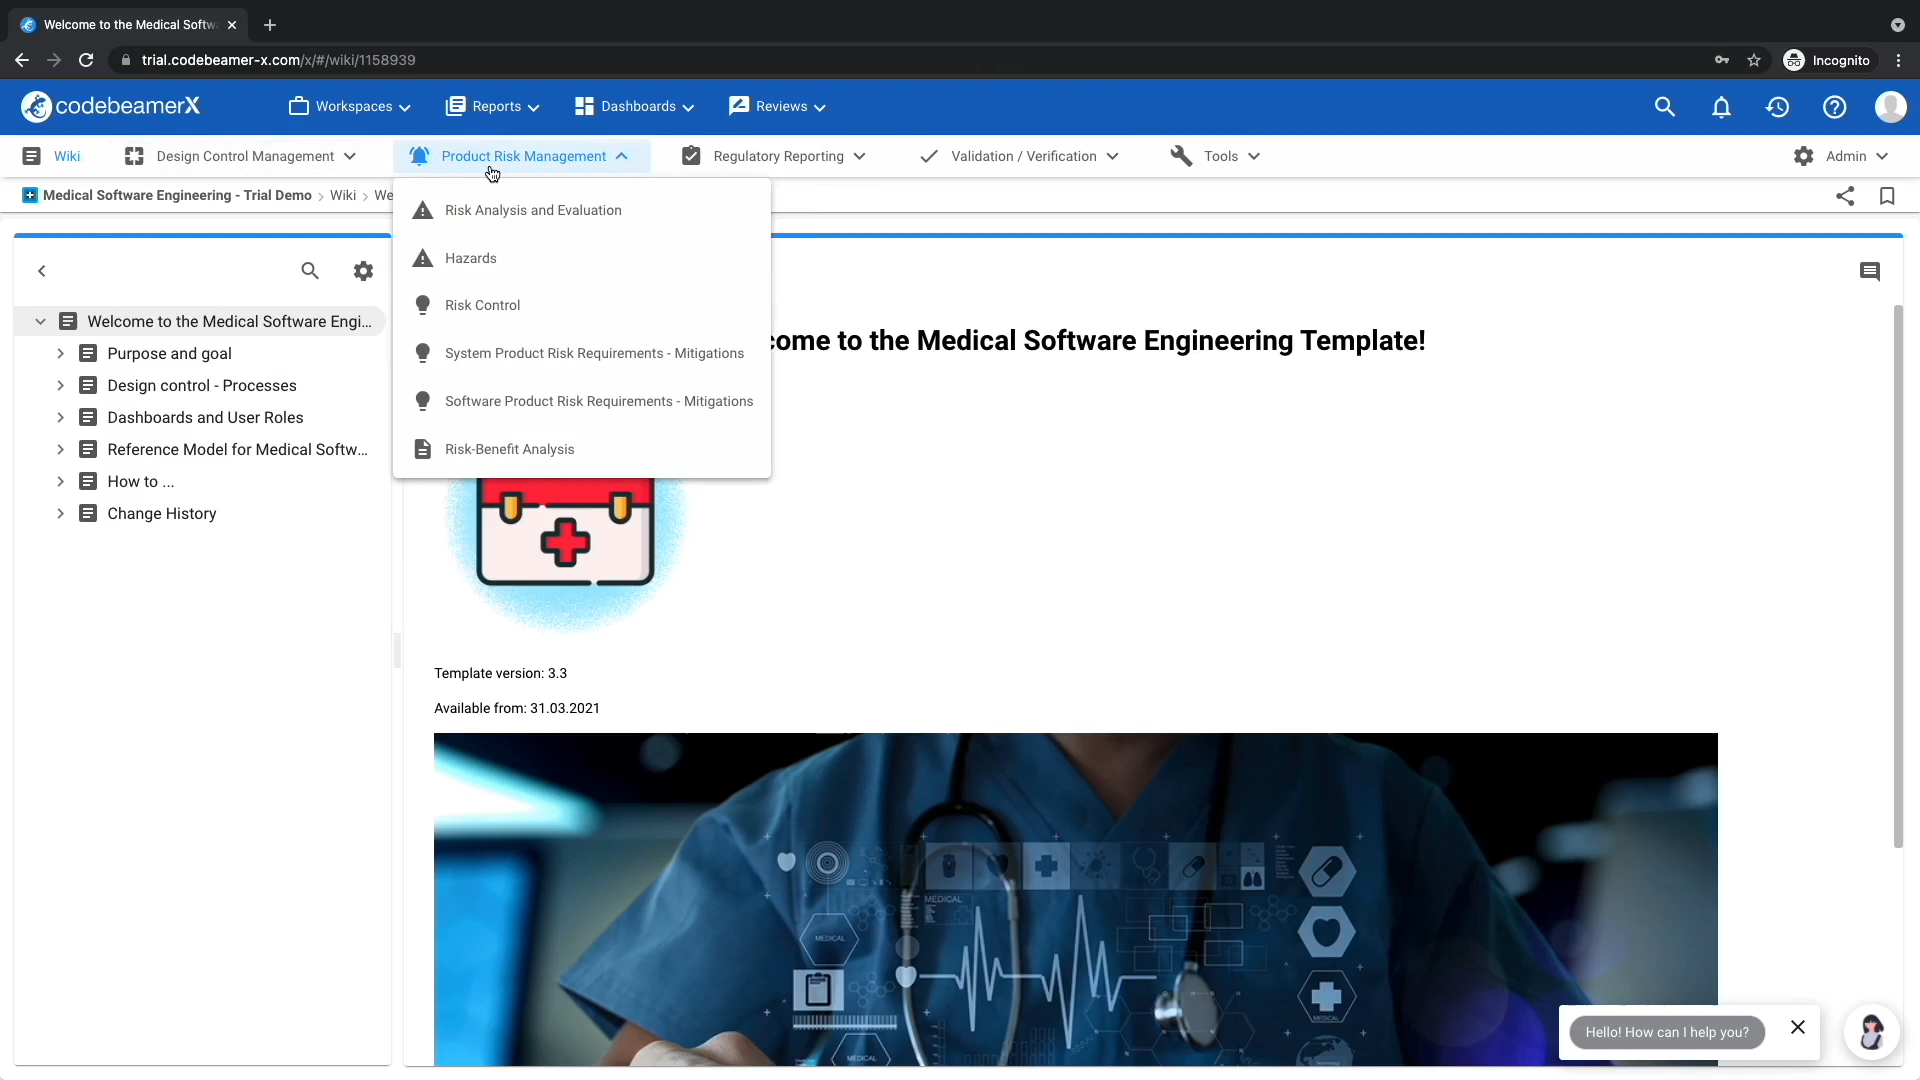 Welcome to the Medical Softw
trial.codebeamer-x.com/x/#/wiki/1158939
Incognito
codebeamerX
Workspaces
Reports
Dashboards
Reviews
Wiki
Design Control Management
Product Risk Management
Regulatory Reporting
Validation / Verification
Tools
Admin
Medical Software Engineering - Trial Demo › Wiki › We
Risk Analysis and Evaluation
Hazards
Risk Control
System Product Risk Requirements - Mitigations
Software Product Risk Requirements - Mitigations
Risk-Benefit Analysis
Welcome to the Medical Software Engi...
Purpose and goal
Design control - Processes
Dashboards and User Roles
Reference Model for Medical Softw...
How to ...
Change History
come to the Medical Software Engineering Template!
Template version: 3.3
Available from: 31.03.2021
MEDICAL
MEDICAL
MEDICAL
MEDICAL
Hello! How can I help you?